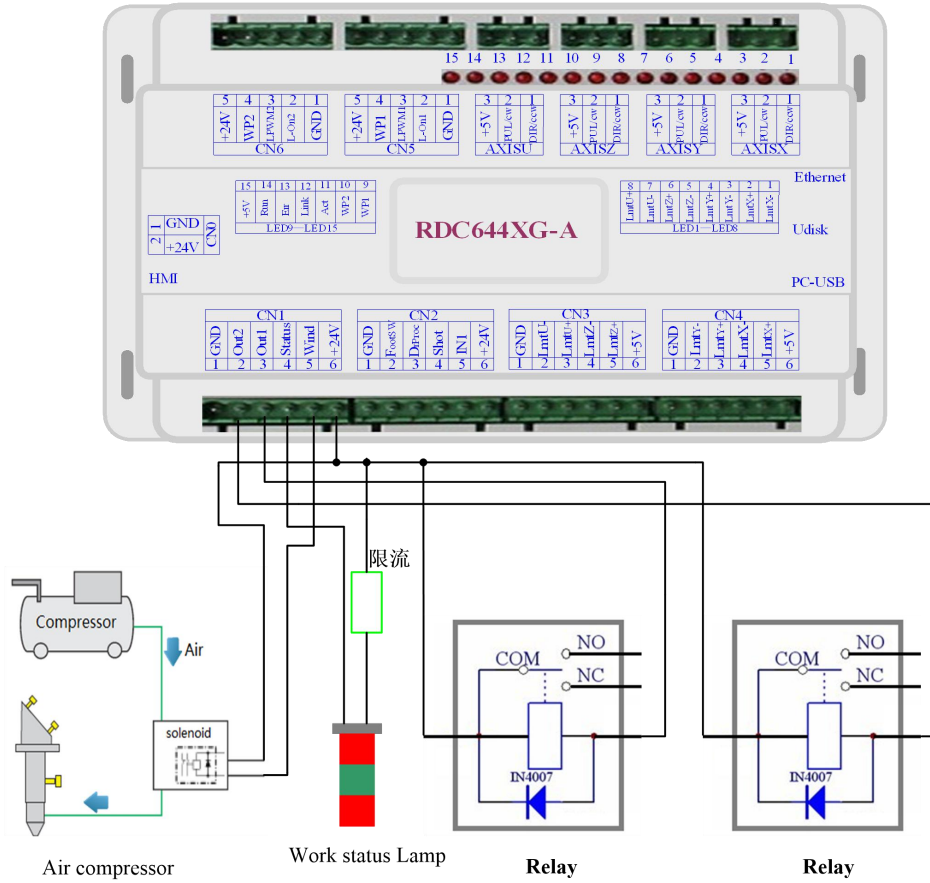 15 14 13 12 11 10 9 8 7 6 5 4 3 2 1
5 4 3 2 1
+24V WP2 LPWM2 L-On2 GND
CN6
5 4 3 2 1
+24V WP1 LPWM1 L-On1 GND
CN5
3 2 1
+5V PUL/cw DIR/ccw
AXISU
3 2 1
+5V PUL/cw DIR/ccw
AXISZ
3 2 1
+5V PUL/cw DIR/ccw
AXISY
3 2 1
+5V PUL/cw DIR/ccw
AXISX
Ethernet
15 14 13 12 11 10 9
+5V Run Err Link Act WP2 WP1
LED9—LED15
RDC644XG-A
8 7 6 5 4 3 2 1
LmtU+ LmtU- LmtZ+ LmtZ- LmtY+ LmtY- LmtX+ LmtX-
LED1—LED8
Udisk
1 GND
2 +24V
CN0
HMI
PC-USB
CN1
GND Out2 Out1 Status Wind +24V
1 2 3 4 5 6
CN2
GND FootSW DrProc Shot IN1 +24V
1 2 3 4 5 6
CN3
GND LmtU- LmtU+ LmtZ- LmtZ+ +5V
1 2 3 4 5 6
CN4
GND LmtY- LmtY+ LmtX- LmtX+ +5V
1 2 3 4 5 6
限流
Compressor
Air
solenoid
Air compressor
Work status Lamp
NO
COM
NC
IN4007
Relay
NO
COM
NC
IN4007
Relay